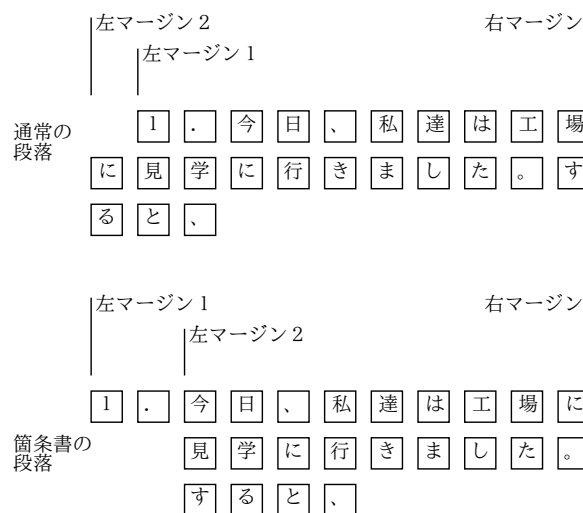 左マージン2 右マージン
左マージン1
通常の
段落
1.今日、私達は工場
に見学に行きました。す
ると、
左マージン1 右マージン
左マージン2
1.今日、私達は工場に
箇条書の
段落
見学に行きました。
すると、